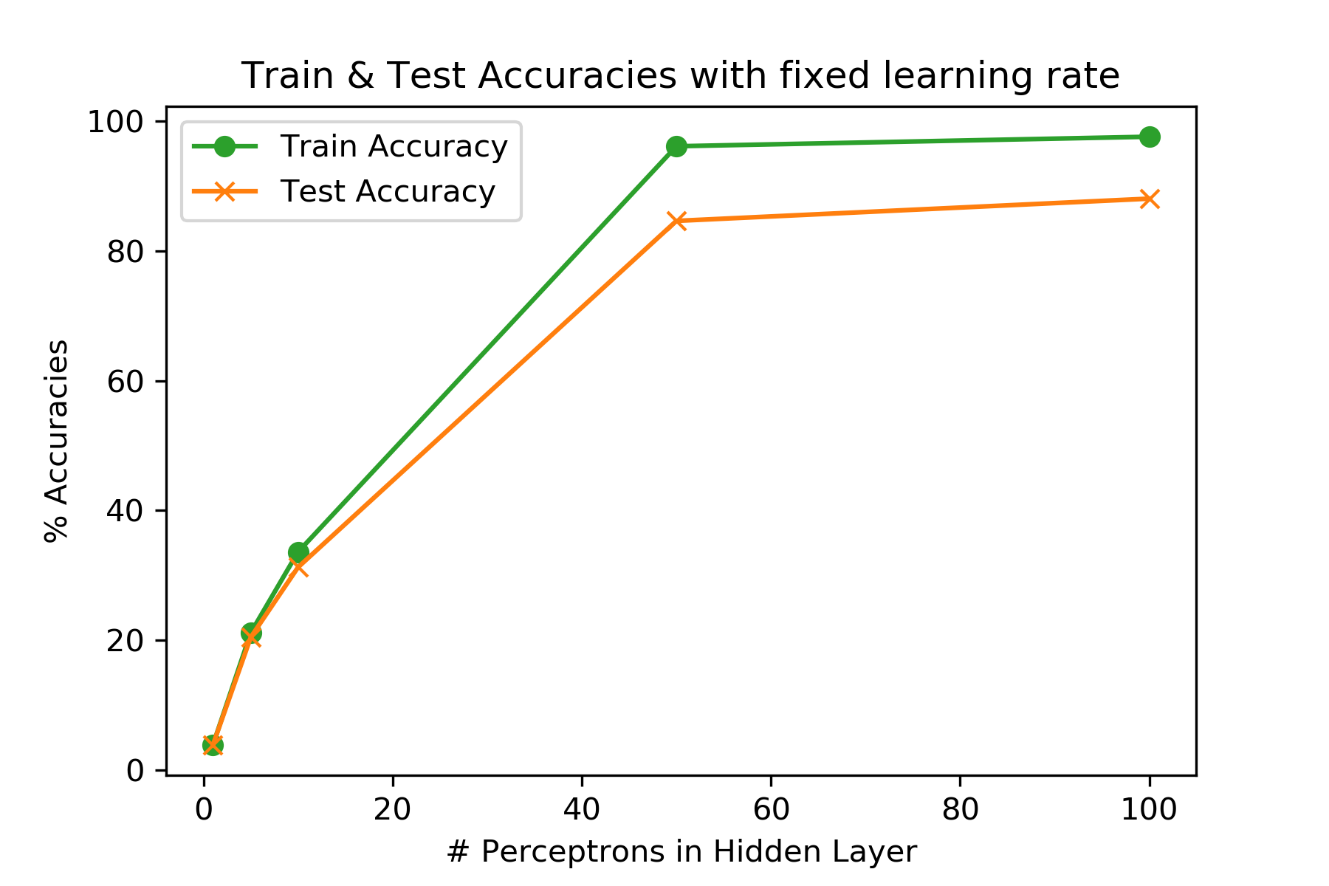 Train & Test Accuracies with fixed learning rate
100
80
60
40
20
0
% Accuracies
Train Accuracy
Test Accuracy
0 20 40 60 80 100
# Perceptrons in Hidden Layer